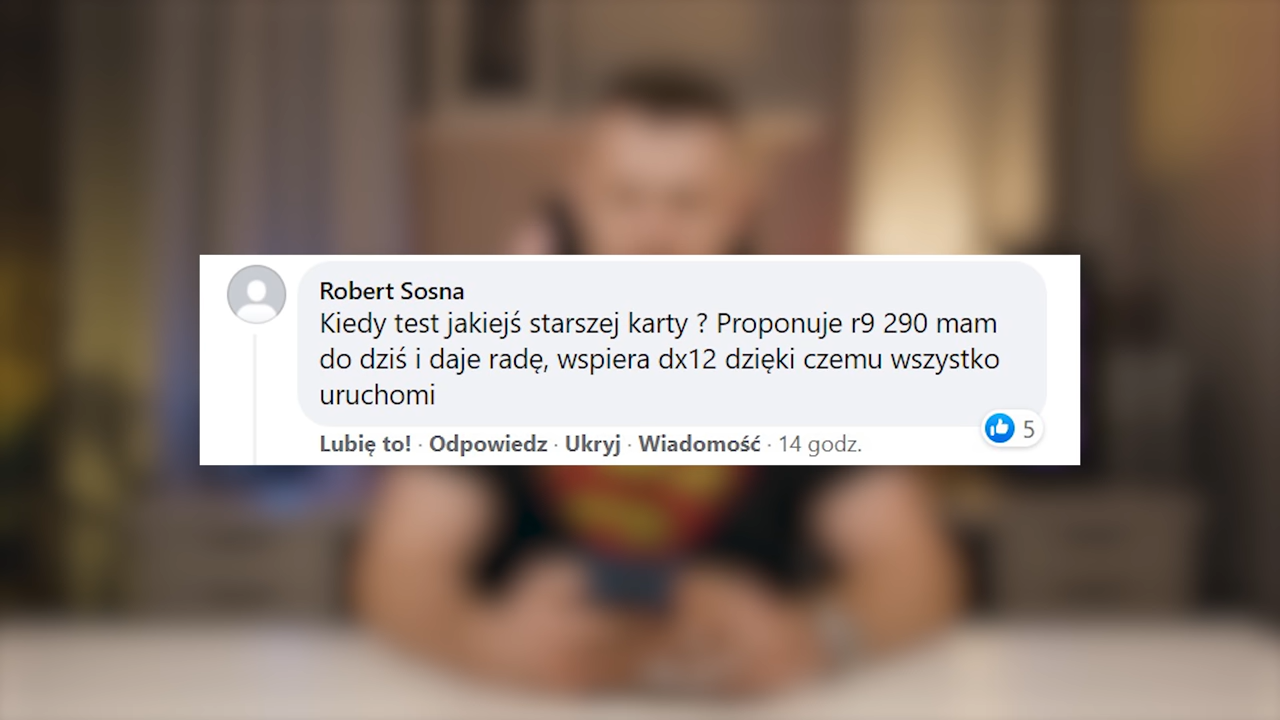 Robert Sosna
Kiedy test jakiejś starszej karty ? Proponuje r9 290 mam
do dziś i daje radę, wspiera dx12 dzięki czemu wszystko
uruchomi
Lubię to! · Odpowiedz · Ukryj · Wiadomość · 14 godz.
5